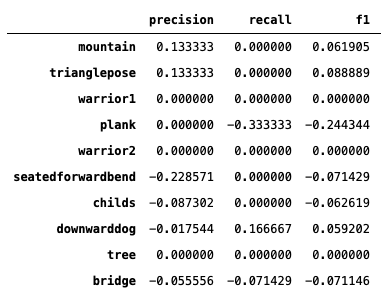 precision recall f1
mountain 0.133333 0.000000 0.061905
trianglepose 0.133333 0.000000 0.088889
warrior1 0.000000 0.000000 0.000000
plank 0.000000 -0.333333 -0.244344
warrior2 0.000000 0.000000 0.000000
seatedforwardbend -0.228571 0.000000 -0.071429
childs -0.087302 0.000000 -0.062619
downwarddog -0.017544 0.166667 0.059202
tree 0.000000 0.000000 0.000000
bridge -0.055556 -0.071429 -0.071146